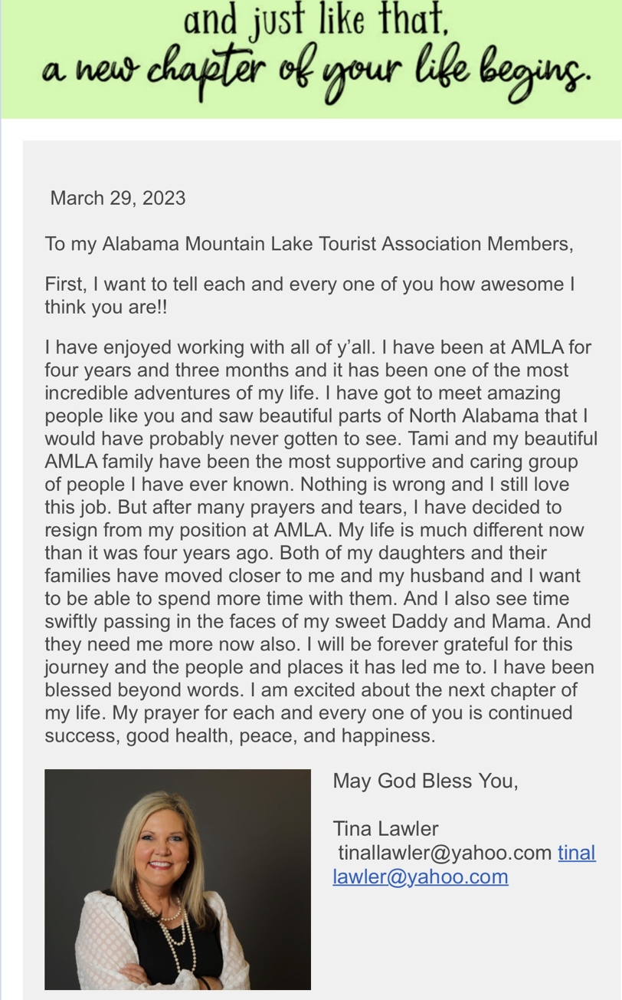 and just like that,
a new chapter of your life begins.
March 29, 2023
To my Alabama Mountain Lake Tourist Association Members,
First, I want to tell each and every one of you how awesome I
think you are!!
I have enjoyed working with all of y’all. I have been at AMLA for
four years and three months and it has been one of the most
incredible adventures of my life. I have got to meet amazing
people like you and saw beautiful parts of North Alabama that I
would have probably never gotten to see. Tami and my beautiful
AMLA family have been the most supportive and caring group
of people I have ever known. Nothing is wrong and I still love
this job. But after many prayers and tears, I have decided to
resign from my position at AMLA. My life is much different now
than it was four years ago. Both of my daughters and their
families have moved closer to me and my husband and I want
to be able to spend more time with them. And I also see time
swiftly passing in the faces of my sweet Daddy and Mama. And
they need me more now also. I will be forever grateful for this
journey and the people and places it has led me to. I have been
blessed beyond words. I am excited about the next chapter of
my life. My prayer for each and every one of you is continued
success, good health, peace, and happiness.
May God Bless You,
Tina Lawler
tinallawler@yahoo.com tinal
lawler@yahoo.com